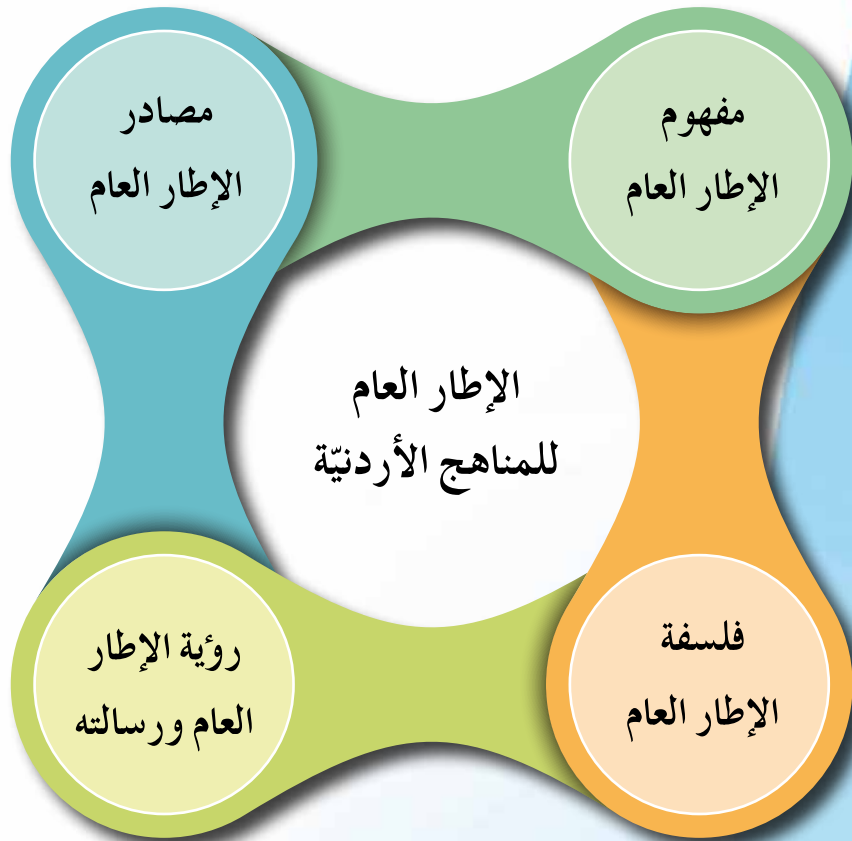 مفهوم
الإطار العام
مصادر
الإطار العام
الإطار العام
للمناهج الأردنيّة
فلسفة
الإطار العام
رؤية الإطار
العام ورسالته